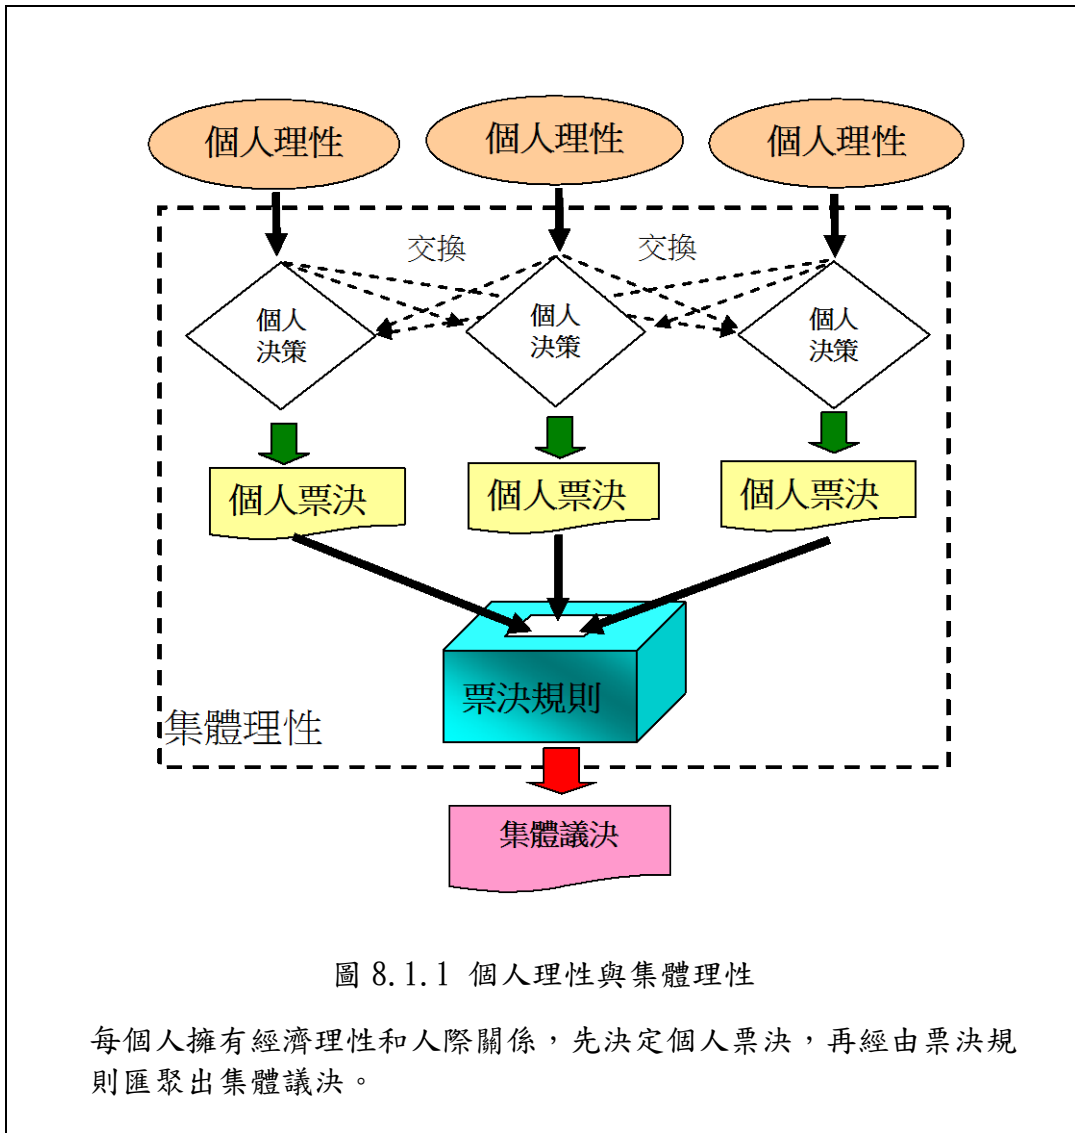 個人理性
個人理性
個人理性
交換
交換
個人
決策
個人
決策
個人
決策
個人票決
個人票決
個人票決
票決規則
集體理性
集體議決
圖 8.1.1 個人理性與集體理性
每個人擁有經濟理性和人際關係，先決定個人票決，再經由票決規
則匯聚出集體議決。